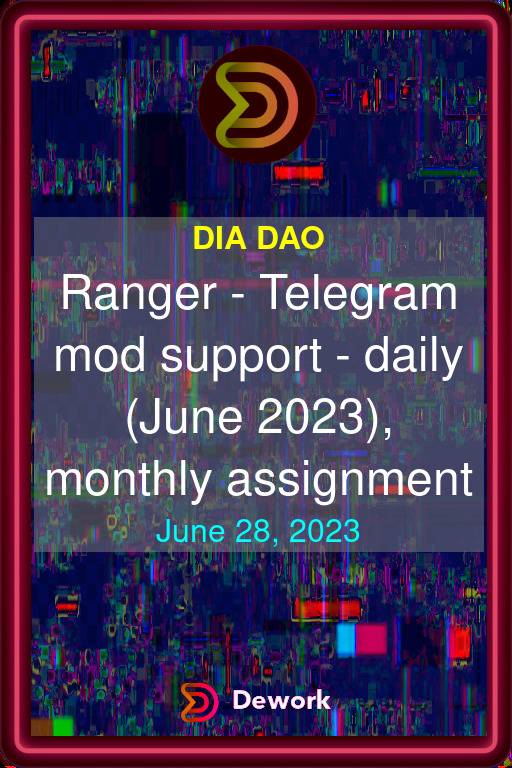 DIA DAO
Ranger - Telegram
mod support - daily
(June 2023),
monthly assignment
June 28, 2023
Dework